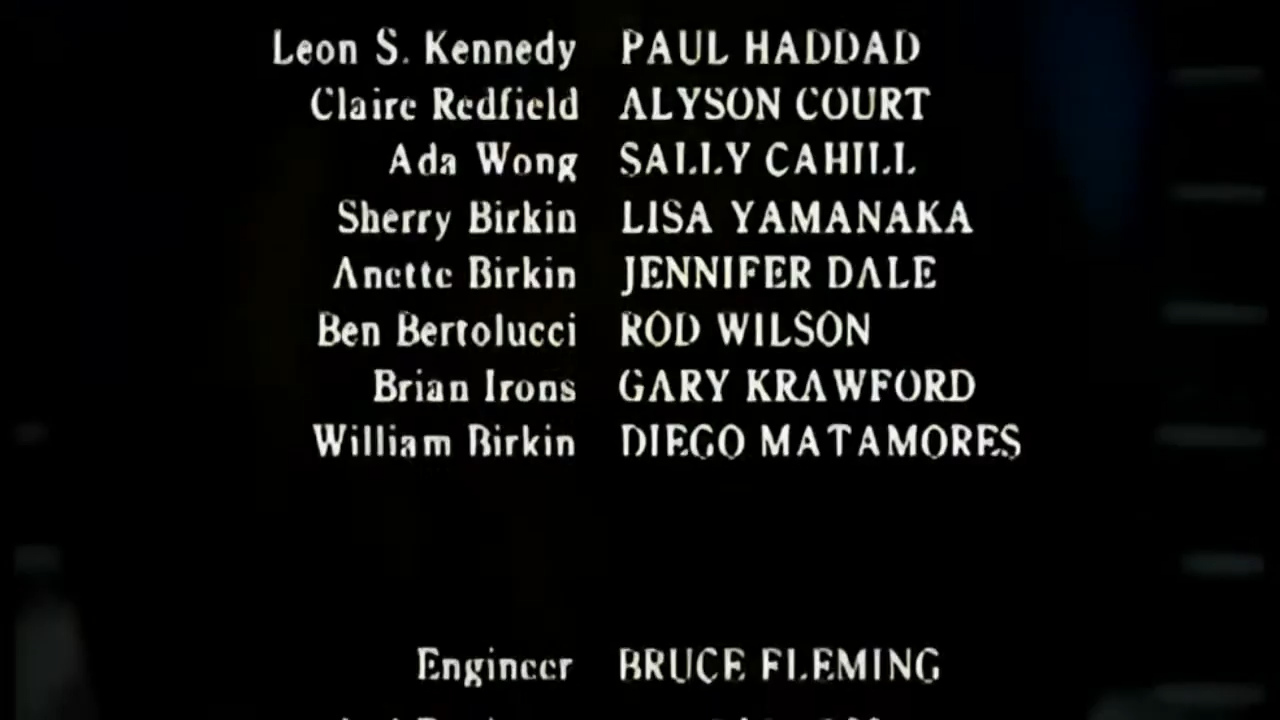 Leon S. Kennedy PAUL HADDAD
Claire Redfield ALYSON COURT
Ada Wong SALLY CAHILL
Sherry Birkin LISA YAMANAKA
Anette Birkin JENNIFER DALE
Ben Bertolucci ROD WILSON
Brian Irons GARY KRAWFORD
William Birkin DIEGO MATAMORES
Engineer BRUCE FLEMING